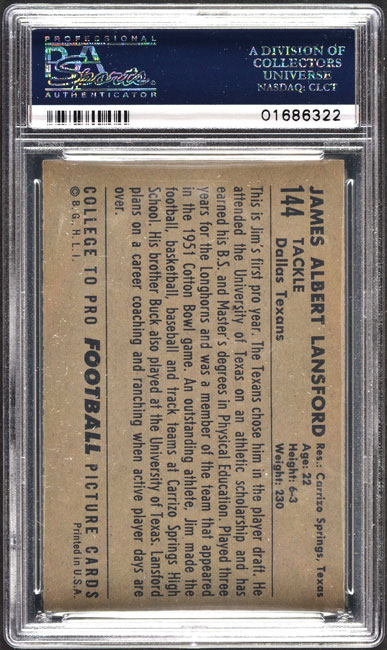 PROFESSIONAL
PSA
Sports
AUTHENTICATOR
A DIVISION OF
COLLECTORS
UNIVERSE
NASDAQ: CLCT
01686322
JAMES ALBERT LANSFORD
144 TACKLE
Dallas Texans
Res.: Carrizo Springs, Texas
Age: 22
Height: 6-3
Weight: 230
This is Jim's first pro year. The Texans chose him in the player draft. He
attended the University of Texas on an athletic scholarship and has
earned his B.S. and Master's degrees in Physical Education. Played three
years for the Longhorns and was a member of the team that appeared
in the 1951 Cotton Bowl game. An outstanding athlete, Jim made the
football, basketball, baseball and track teams at Carrizo Springs High
School. His brother Buck also played at the University of Texas. Lansford
plans on a career coaching and ranching when active player days are
over.
COLLEGE TO PRO FOOTBALL PICTURE CARDS
© B.G.H.L.I. Printed in U.S.A.